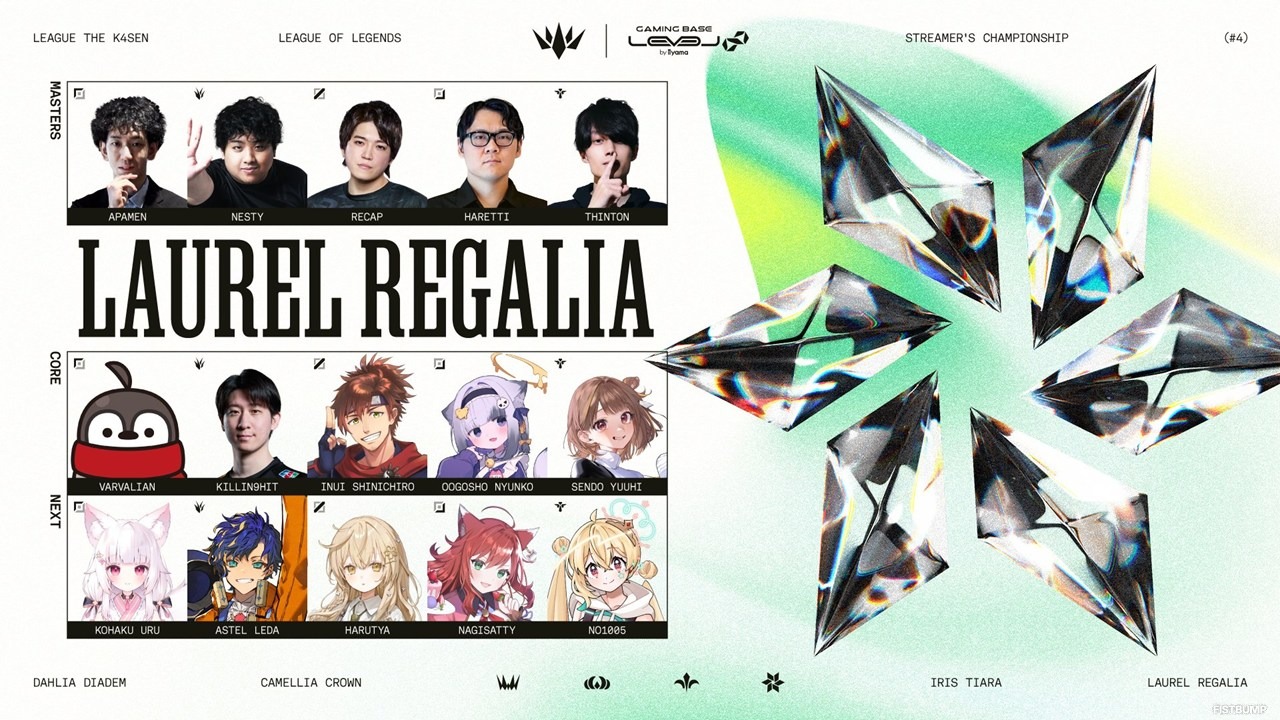 LEAGUE THE K4SEN
LEAGUE OF LEGENDS
GAMING BASE
LEVEL
by iiyama
STREAMER'S CHAMPIONSHIP
(#4)
MASTERS
APAMEN
NESTY
RECAP
HARETTI
THINTON
LAUREL REGALIA
CORE
VARVALIAN
KILLIN9HIT
INUI SHINICHIRO
OOGOSHO NYUNKO
SENDO YUUHI
NEXT
KOHAKU URU
ASTEL LEDA
HARUTYA
NAGISATTY
NO1005
DAHLIA DIADEM
CAMELLIA CROWN
IRIS TIARA
LAUREL REGALIA
FISTBUMP